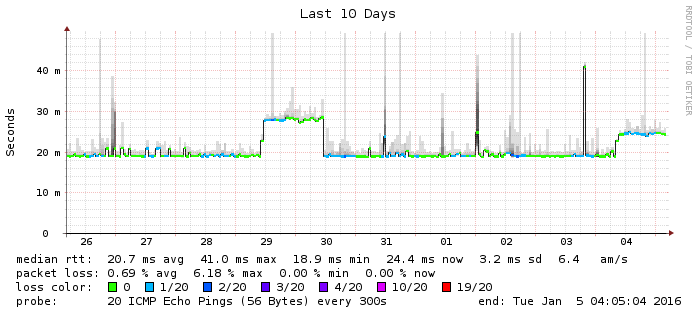 Last 10 Days
RRDTOOL / TOBI OETIKER
Seconds
40 m
30 m
20 m
10 m
0
26 27 28 29 30 31 01 02 03 04
median rtt: 20.7 ms avg 41.0 ms max 18.9 ms min 24.4 ms now 3.2 ms sd 6.4 am/s
packet loss: 0.69 % avg 6.18 % max 0.00 % min 0.00 % now
loss color: 0 1/20 2/20 3/20 4/20 10/20 19/20
probe: 20 ICMP Echo Pings (56 Bytes) every 300s end: Tue Jan 5 04:05:04 2016